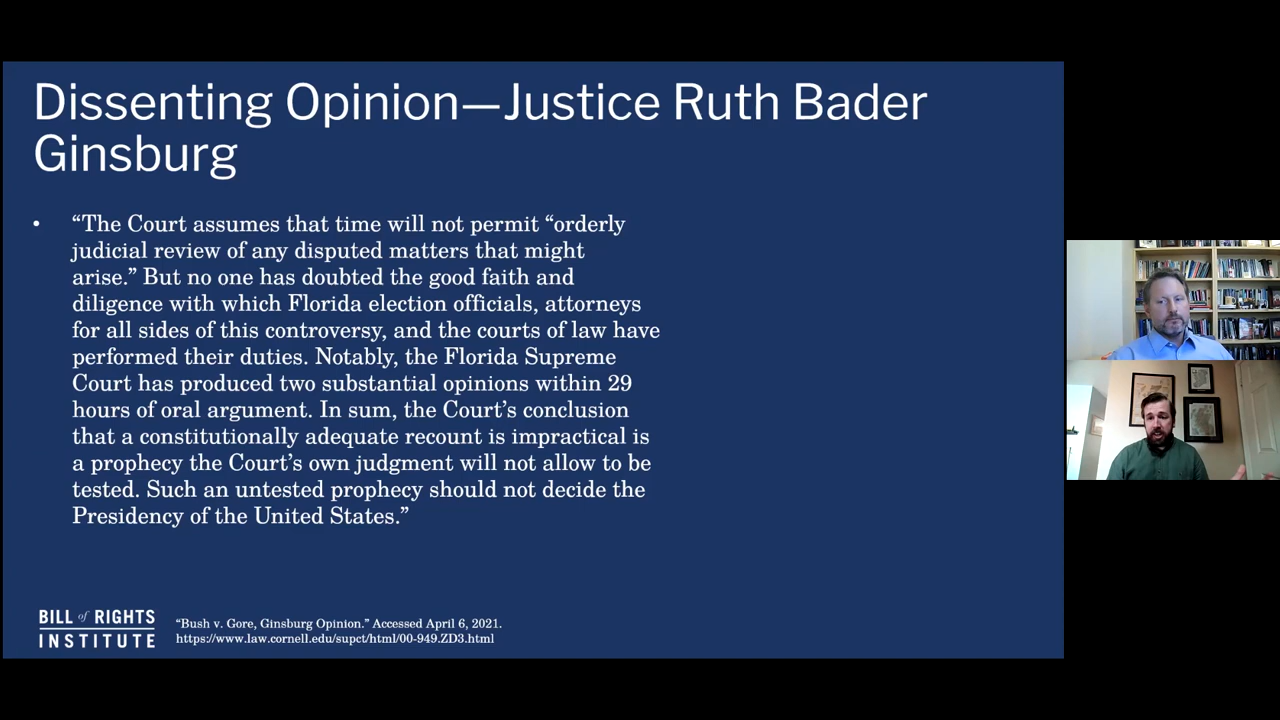 Dissenting Opinion—Justice Ruth Bader
Ginsburg
• “The Court assumes that time will not permit “orderly
judicial review of any disputed matters that might
arise.” But no one has doubted the good faith and
diligence with which Florida election officials, attorneys
for all sides of this controversy, and the courts of law have
performed their duties. Notably, the Florida Supreme
Court has produced two substantial opinions within 29
hours of oral argument. In sum, the Court’s conclusion
that a constitutionally adequate recount is impractical is
a prophecy the Court’s own judgment will not allow to be
tested. Such an untested prophecy should not decide the
Presidency of the United States.”
BILL of RIGHTS
INSTITUTE
“Bush v. Gore, Ginsburg Opinion.” Accessed April 6, 2021.
https://www.law.cornell.edu/supct/html/00-949.ZD3.html